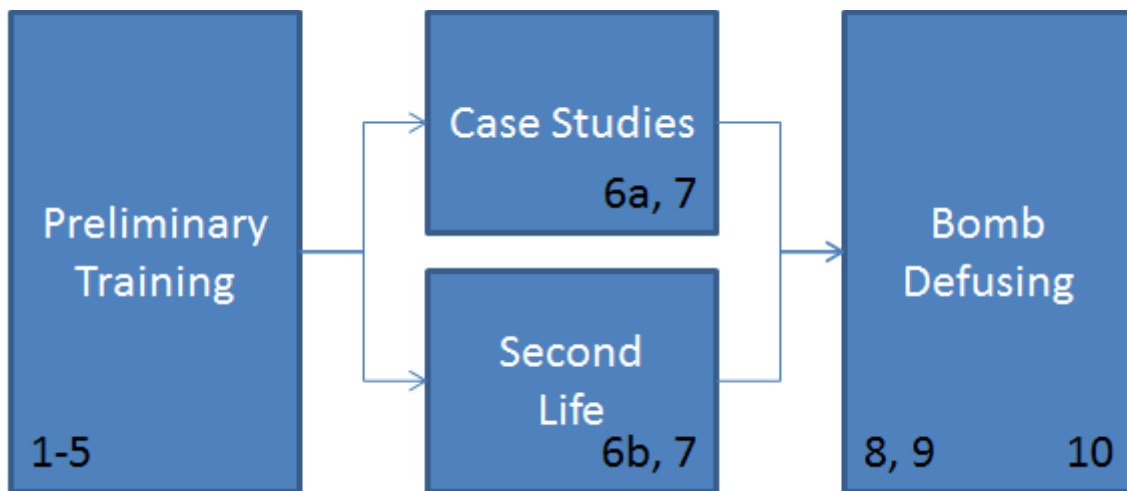 Preliminary
Training
1-5
Case Studies
6a, 7
Second
Life
6b, 7
Bomb
Defusing
8, 9 10